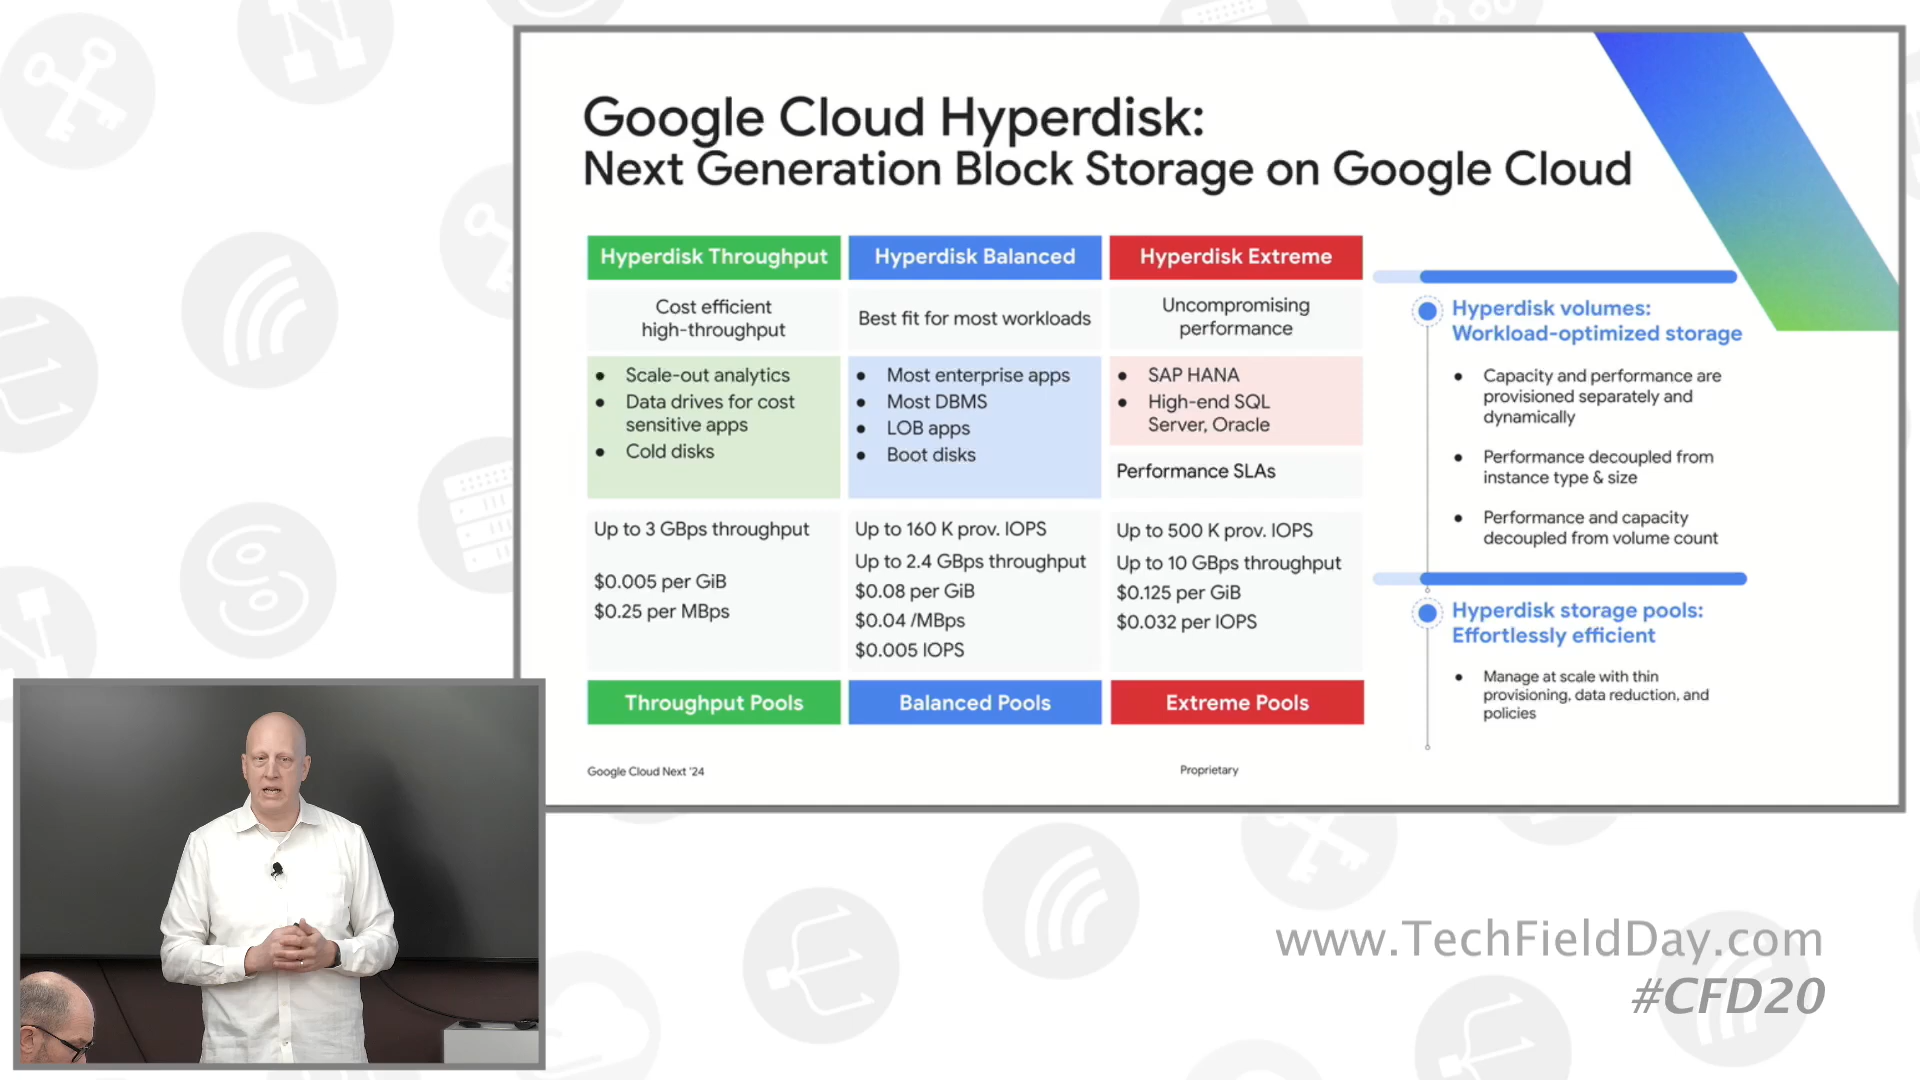 Google Cloud Hyperdisk:
Next Generation Block Storage on Google Cloud
Hyperdisk Throughput
Cost efficient
high-throughput
• Scale-out analytics
• Data drives for cost
sensitive apps
• Cold disks
Up to 3 GBps throughput
$0.005 per GiB
$0.25 per MBps
Throughput Pools
Hyperdisk Balanced
Best fit for most workloads
• Most enterprise apps
• Most DBMS
• LOB apps
• Boot disks
Up to 160 K prov. IOPS
Up to 2.4 GBps throughput
$0.08 per GiB
$0.04 /MBps
$0.005 IOPS
Balanced Pools
Hyperdisk Extreme
Uncompromising
performance
• SAP HANA
• High-end SQL
Server, Oracle
Performance SLAs
Up to 500 K prov. IOPS
Up to 10 GBps throughput
$0.125 per GiB
$0.032 per IOPS
Extreme Pools
Hyperdisk volumes:
Workload-optimized storage
• Capacity and performance are
provisioned separately and
dynamically
• Performance decoupled from
instance type & size
• Performance and capacity
decoupled from volume count
Hyperdisk storage pools:
Effortlessly efficient
• Manage at scale with thin
provisioning, data reduction, and
policies
Google Cloud Next '24
Proprietary
www.TechFieldDay.com
#CFD20